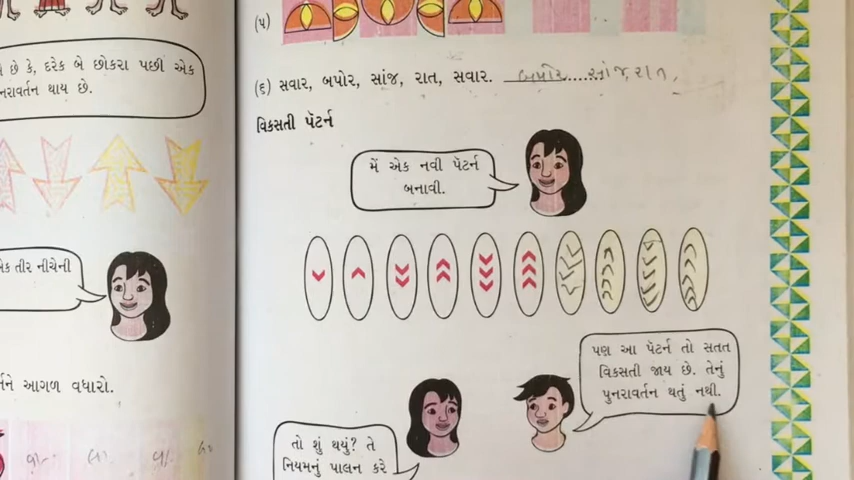 છે કે, દરેક બે છોકરા પછી એક
નરાવર્તન થાય છે.
એક તીર નીચેની
ર્નને આગળ વધારો.
(૫)
(૬) સવાર, બપોર, સાંજ, રાત, સવાર. બપોર....સાંજ, રાત,
વિકસતી પૅટર્ન
મેં એક નવી પૅટર્ન
બનાવી.
પણ આ પૅટર્ન તો સતત
વિકસતી જાય છે. તેનું
પુનરાવર્તન થતું નથી.
તો શું થયું? તે
નિયમનું પાલન કરે